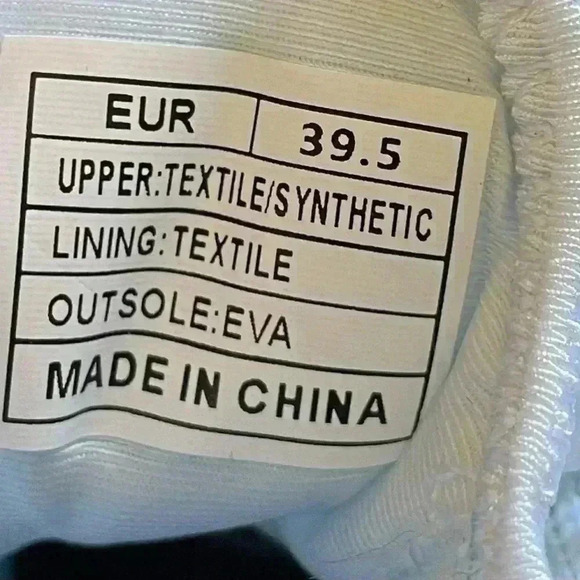 EUR 39.5
UPPER:TEXTILE/SYNTHETIC
LINING:TEXTILE
OUTSOLE:EVA
MADE IN CHINA